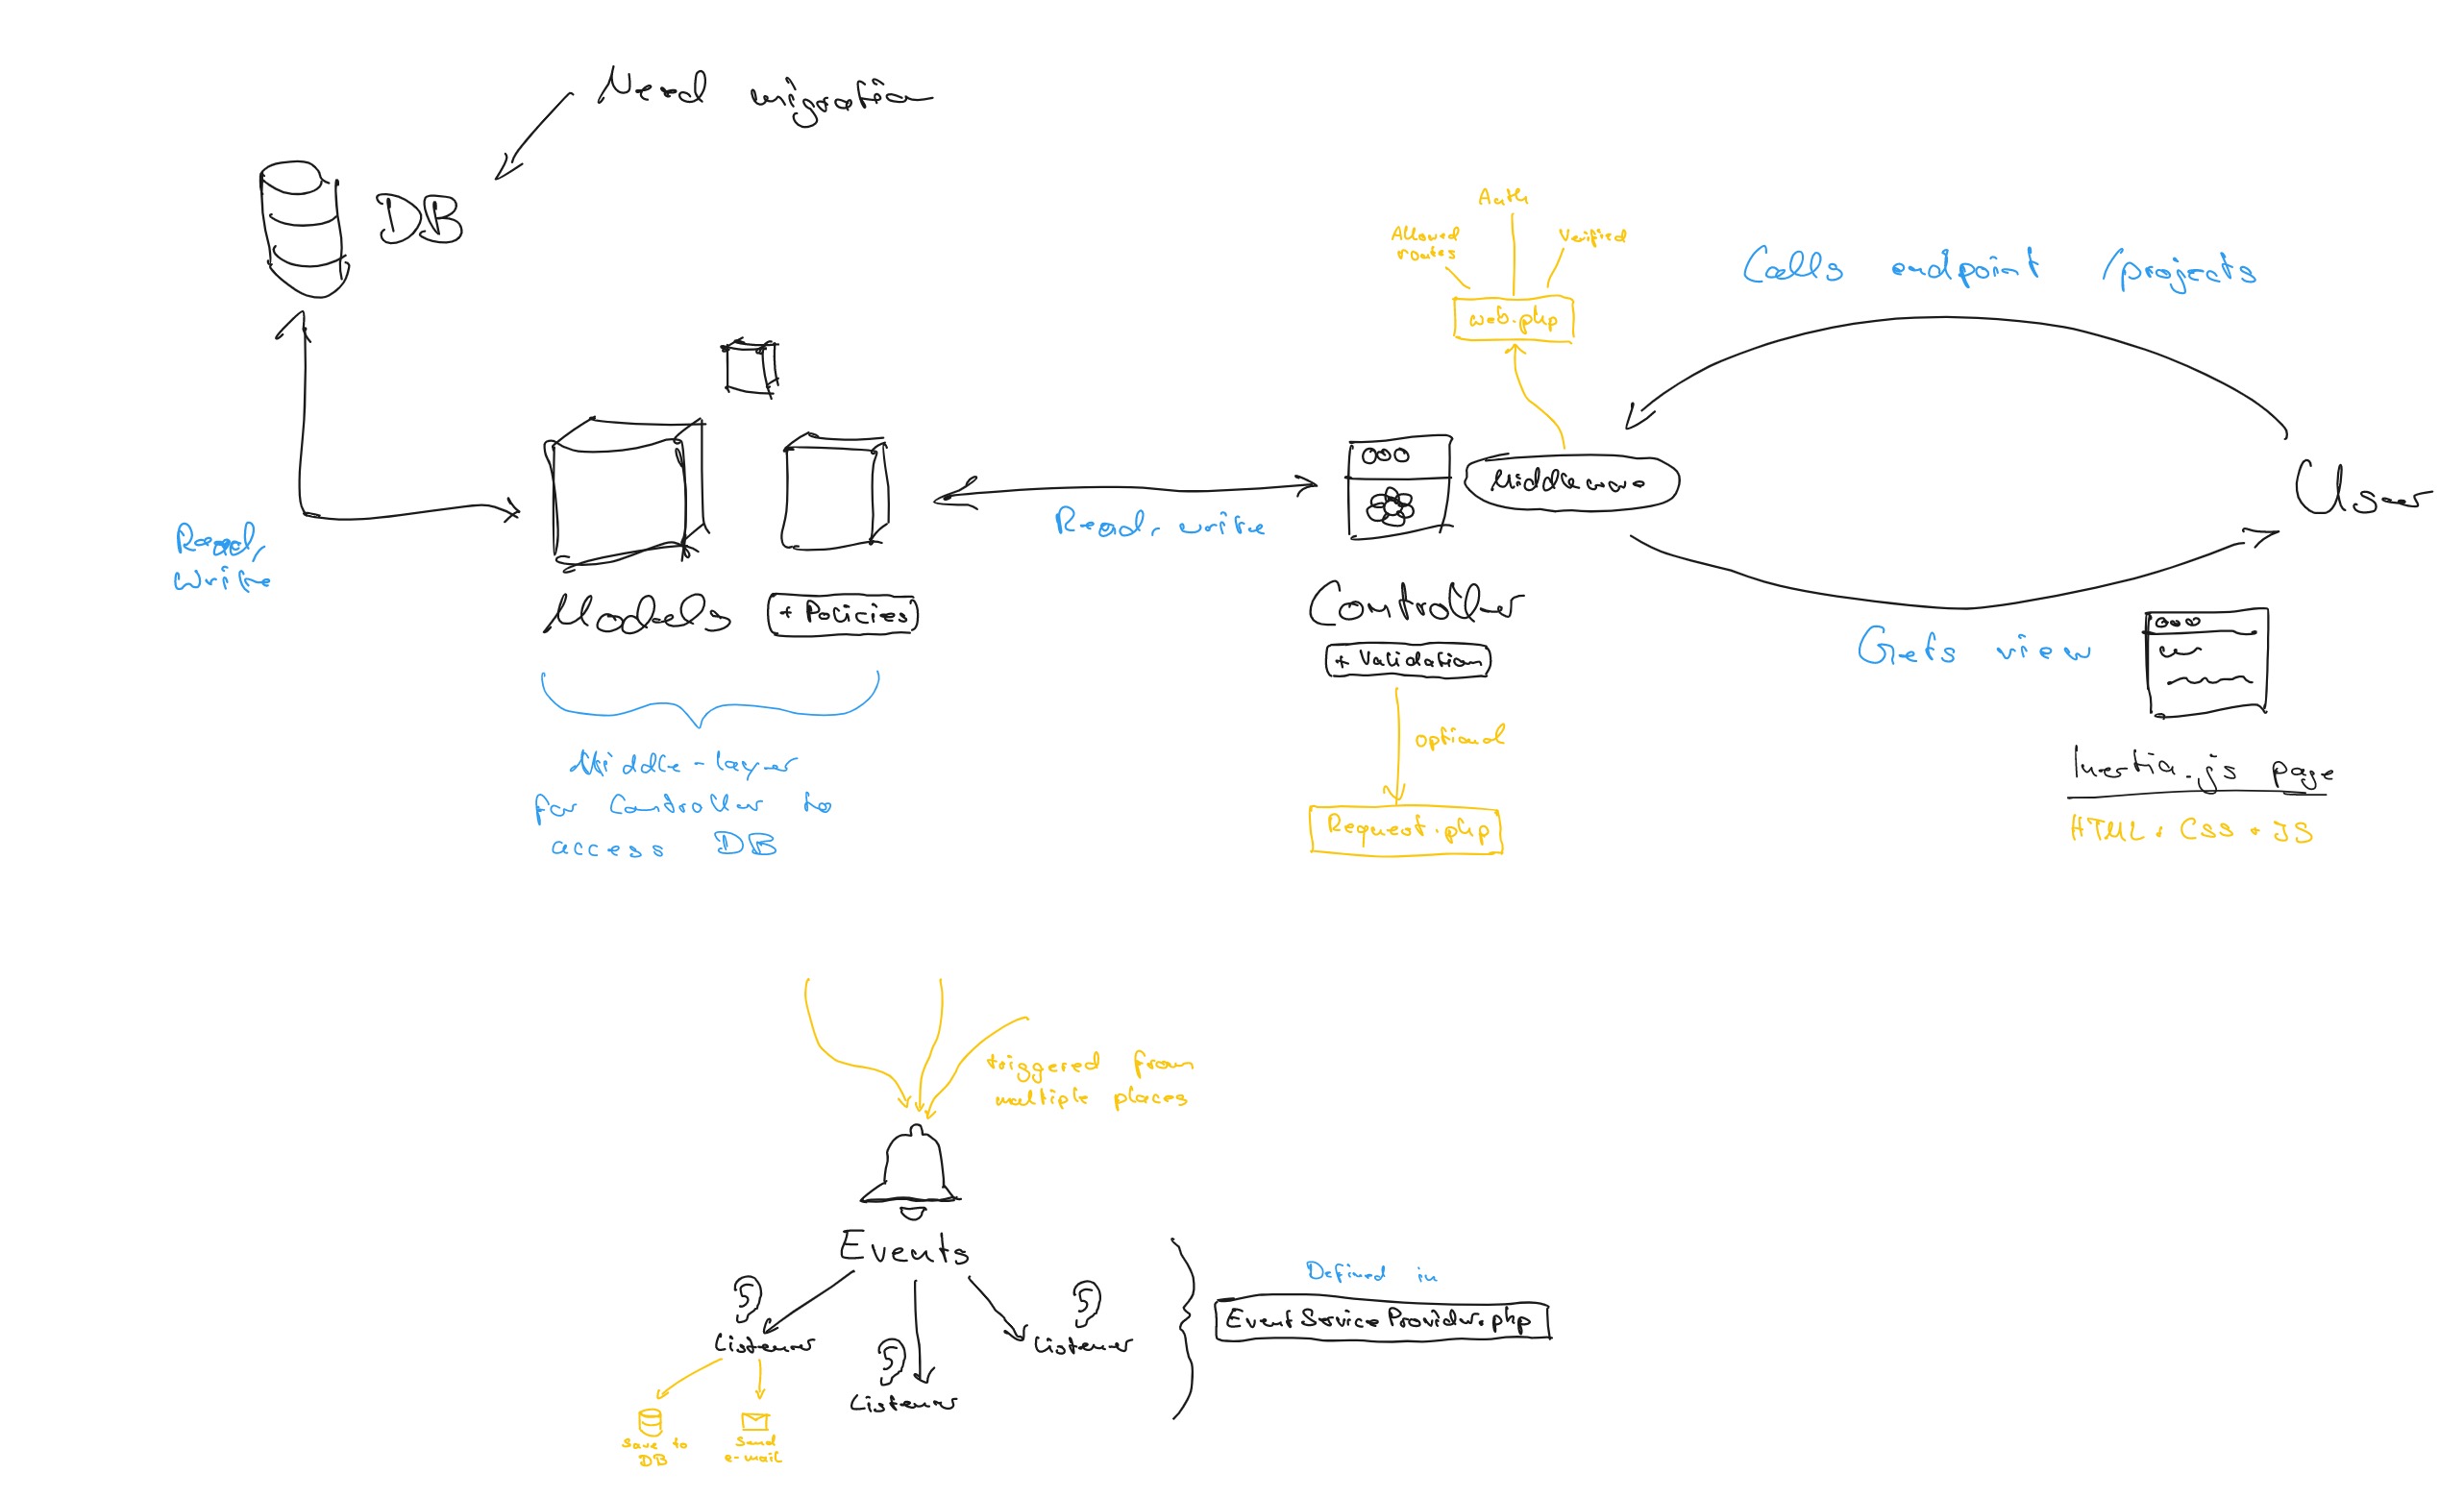 Need migration
DB
Auth
Allowed
routes
Verified
web.php
Calls endpoint /projects
Middleware
User
Read,
Write
Read, write
Models
+ Policies
Controller
+ Validation
Gets view
optional
Request.php
Inertia.js page
HTML + CSS + JS
Middle-layer
for Controller to
access DB
triggered from
multiple places
Events
Listener
Listener
Listener
Defined in
EventServiceProvider.php
Save to
DB
Send
e-mail